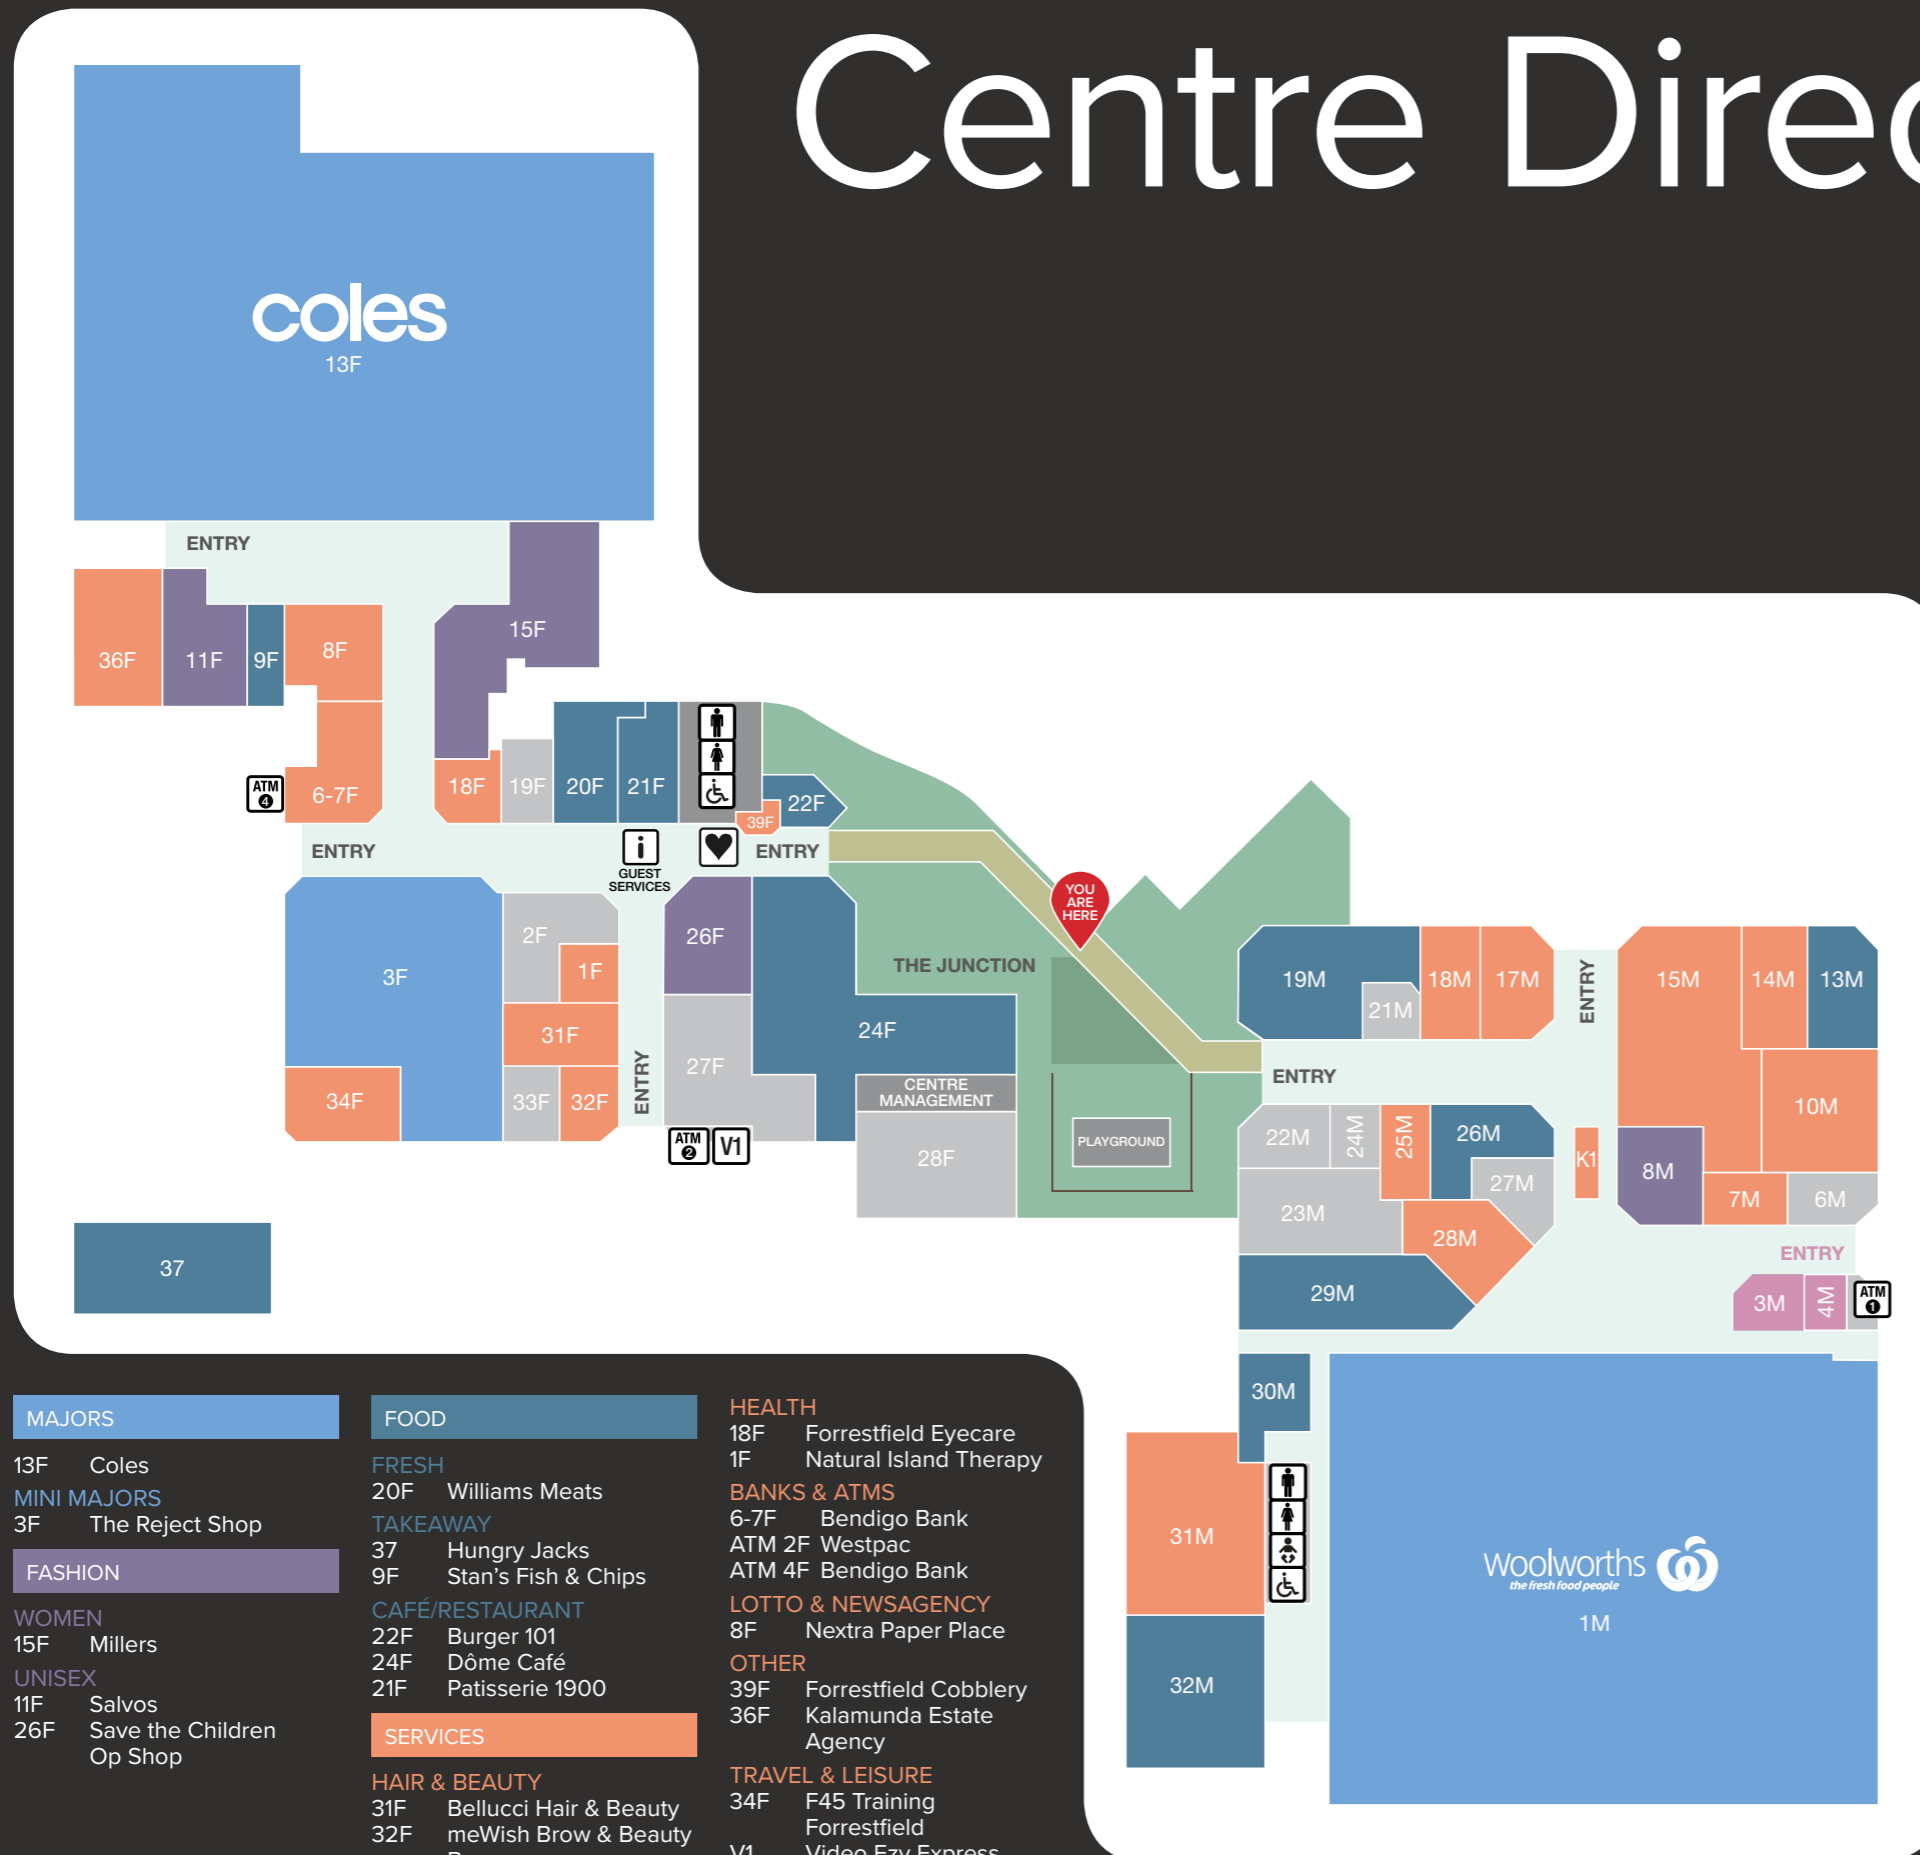 Centre Direc
coles
13F
ENTRY
36F
11F
9F
8F
15F
ATM
4
6-7F
18F
19F
20F
21F
39F
22F
ENTRY
i
GUEST
SERVICES
ENTRY
YOU
ARE
HERE
3F
2F
1F
31F
34F
33F
32F
ENTRY
26F
27F
24F
THE JUNCTION
CENTRE
MANAGEMENT
28F
ATM
2
V1
PLAYGROUND
37
19M
21M
18M
17M
ENTRY
15M
14M
13M
ENTRY
10M
22M
24M
25M
26M
27M
K1
8M
7M
6M
23M
28M
29M
ENTRY
3M
4M
ATM
1
30M
31M
32M
Woolworths
the fresh food people
1M
MAJORS
13F Coles
MINI MAJORS
3F The Reject Shop
FASHION
WOMEN
15F Millers
UNISEX
11F Salvos
26F Save the Children
Op Shop
FOOD
FRESH
20F Williams Meats
TAKEAWAY
37 Hungry Jacks
9F Stan's Fish & Chips
CAFÉ/RESTAURANT
22F Burger 101
24F Dôme Café
21F Patisserie 1900
SERVICES
HAIR & BEAUTY
31F Bellucci Hair & Beauty
32F meWish Brow & Beauty
HEALTH
18F Forrestfield Eyecare
1F Natural Island Therapy
BANKS & ATMS
6-7F Bendigo Bank
ATM 2F Westpac
ATM 4F Bendigo Bank
LOTTO & NEWSAGENCY
8F Nextra Paper Place
OTHER
39F Forrestfield Cobblery
36F Kalamunda Estate
Agency
TRAVEL & LEISURE
34F F45 Training
Forrestfield
V1 Video Ezy Express